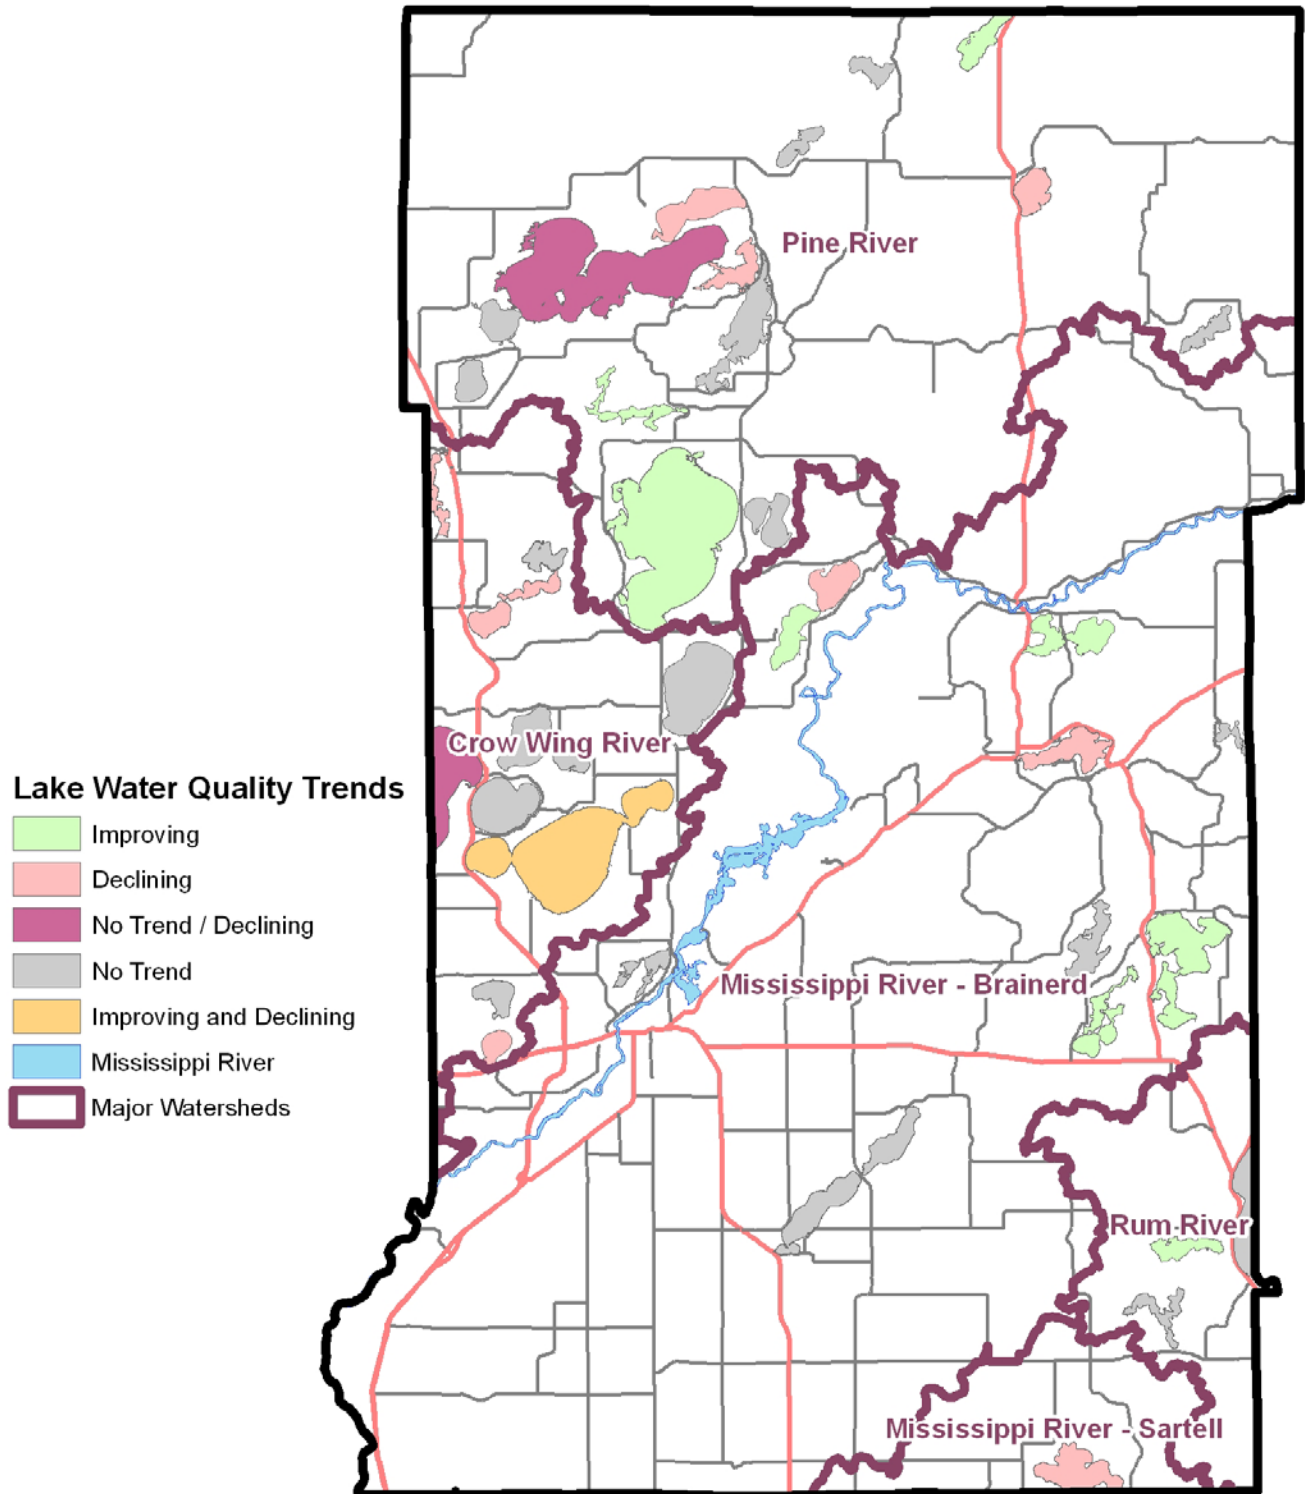 Pine River
Crow Wing River
Lake Water Quality Trends
Improving
Declining
No Trend / Declining
No Trend
Improving and Declining
Mississippi River
Major Watersheds
Mississippi River - Brainerd
Rum River
Mississippi River - Sartell